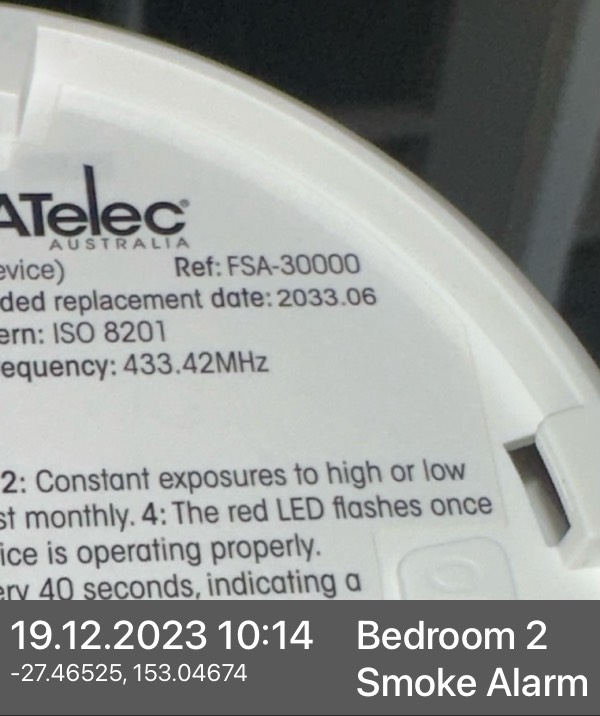 ATelec®
AUSTRALIA
evice) Ref: FSA-30000
ded replacement date: 2033.06
ern: ISO 8201
equency: 433.42MHz
2: Constant exposures to high or low
st monthly. 4: The red LED flashes once
ice is operating properly.
ery 40 seconds, indicating a
19.12.2023 10:14
-27.46525, 153.04674
Bedroom 2
Smoke Alarm